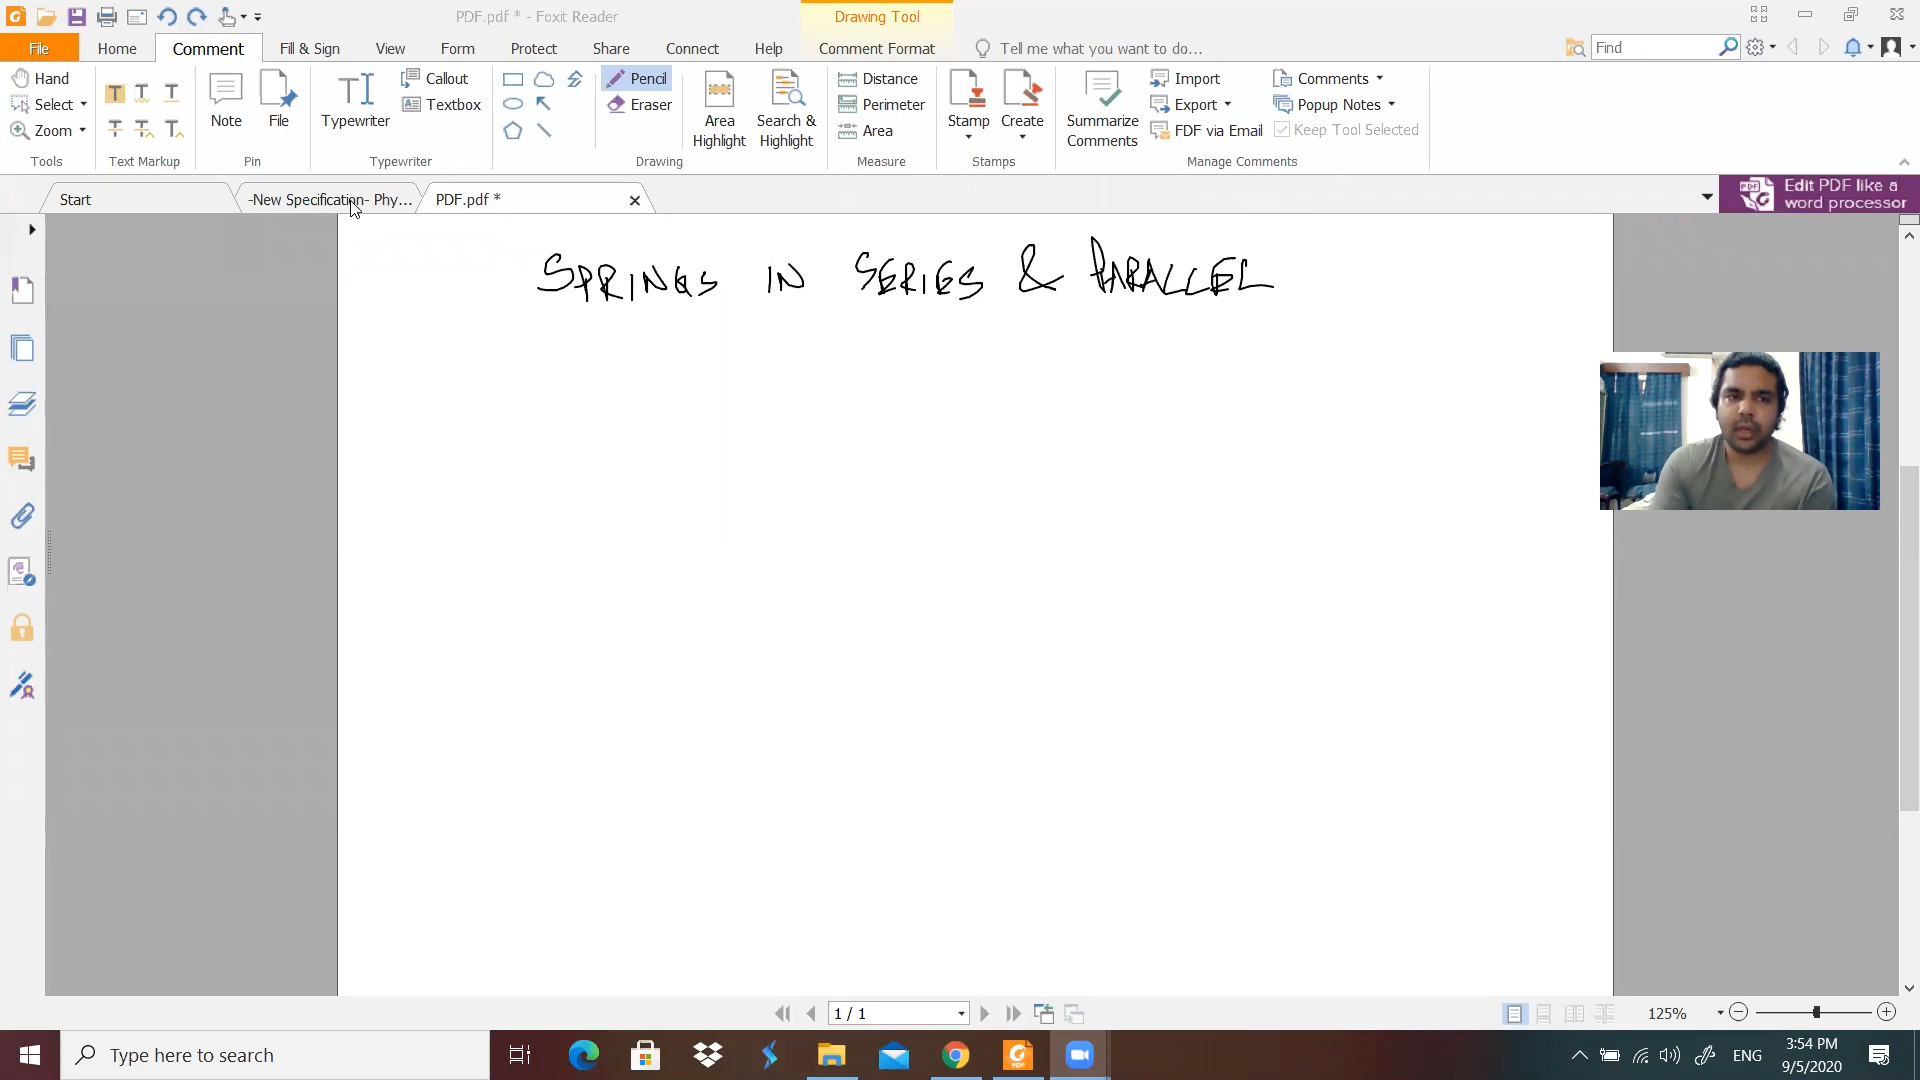 PDF.pdf * - Foxit Reader
Drawing Tool
File Home Comment Fill & Sign View Form Protect Share Connect Help Comment Format Tell me what you want to do... Find
Hand
Select
Zoom
Tools
Text Markup
Note
File
Pin
Typewriter
Callout
Textbox
Typewriter
Pencil
Eraser
Drawing
Area Highlight
Search & Highlight
Distance
Perimeter
Area
Measure
Stamp
Create
Stamps
Summarize Comments
Import
Export
FDF via Email
Comments
Popup Notes
Keep Tool Selected
Manage Comments
Start
-New Specification- Phy...
PDF.pdf *
Edit PDF like a
word processor
SPRINGS IN SERIES & PARALLEL
1 / 1
125%
Type here to search
ENG
3:54 PM
9/5/2020